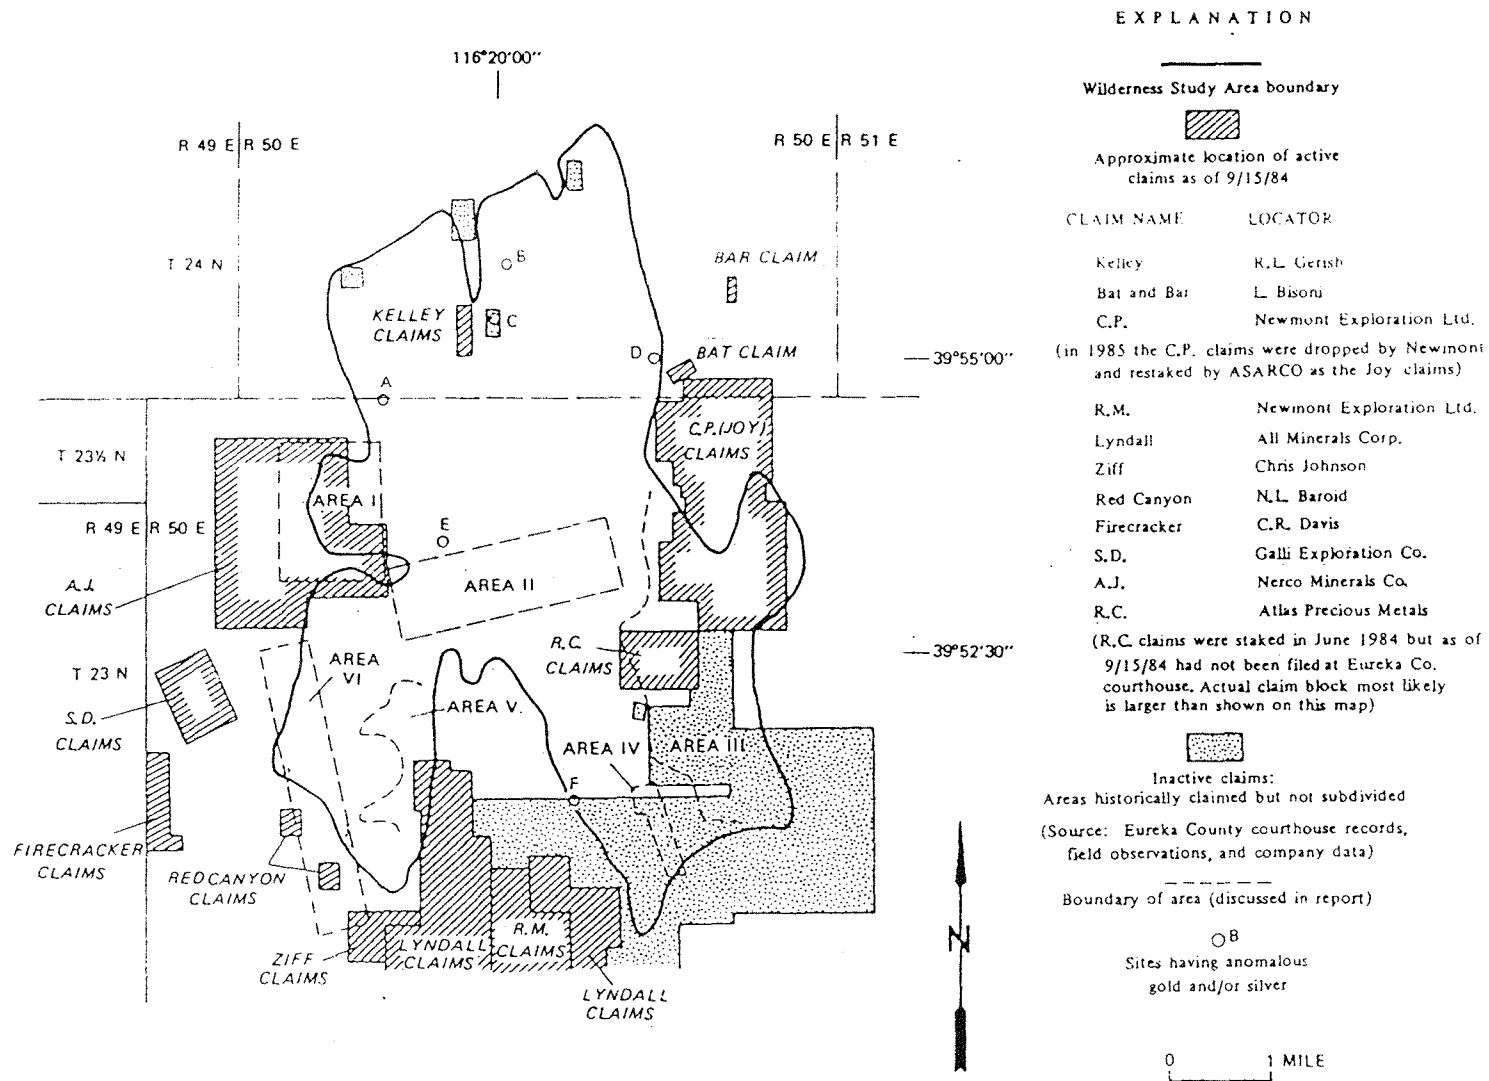 EXPLANATION
116°20'00"
Wilderness Study Area boundary
R 49 E R 50 E
R 50 E R 51 E
Approximate location of active
claims as of 9/15/84
CLAIM NAME LOCATOR
T 24 N
B
BAR CLAIM
Kelley R.L. Gerish
Bat and Bar L. Bisoni
KELLEY
CLAIMS
C
C.P. Newmont Exploration Ltd.
D
BAT CLAIM
39°55'00"
(in 1985 the C.P. claims were dropped by Newmont
and restaked by ASARCO as the Joy claims)
A
R.M. Newmont Exploration Ltd.
C.P.(JOY)
CLAIMS
Lyndall All Minerals Corp.
T 23½ N
Ziff Chris Johnson
AREA I
Red Canyon N.L. Baroid
R 49 E R 50 E
E
Firecracker C.R. Davis
S.D. Galli Exploration Co.
A.J.
CLAIMS
AREA II
A.J. Nerco Minerals Co.
R.C. Atlas Precious Metals
R.C.
CLAIMS
39°52'30"
(R.C. claims were staked in June 1984 but as of
9/15/84 had not been filed at Eureka Co.
courthouse. Actual claim block most likely
is larger than shown on this map)
T 23 N
AREA
VI
S.D.
CLAIMS
AREA V
AREA IV
AREA III
Inactive claims:
Areas historically claimed but not subdivided
F
(Source: Eureka County courthouse records,
field observations, and company data)
FIRECRACKER
CLAIMS
RED CANYON
CLAIMS
Boundary of area (discussed in report)
R.M.
CLAIMS
LYNDALL
CLAIMS
ZIFF
CLAIMS
N
B
Sites having anomalous
gold and/or silver
LYNDALL
CLAIMS
0 1 MILE